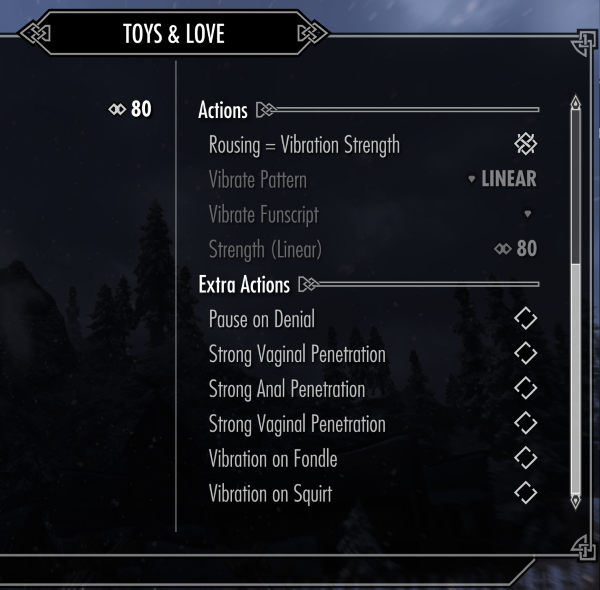 TOYS & LOVE
80
Actions
Rousing = Vibration Strength
Vibrate Pattern LINEAR
Vibrate Funscript
Strength (Linear) 80
Extra Actions
Pause on Denial
Strong Vaginal Penetration
Strong Anal Penetration
Strong Vaginal Penetration
Vibration on Fondle
Vibration on Squirt